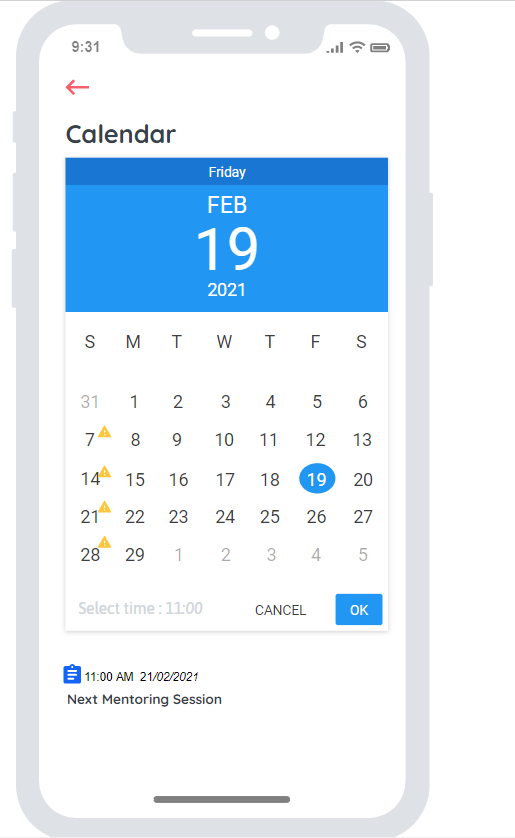 9:31
Calendar
Friday
FEB
19
2021
S M T W T F S
31 1 2 3 4 5 6
7 8 9 10 11 12 13
14 15 16 17 18 19 20
21 22 23 24 25 26 27
28 29 1 2 3 4 5
Select time : 11:00 CANCEL OK
11:00 AM 21/02/2021
Next Mentoring Session